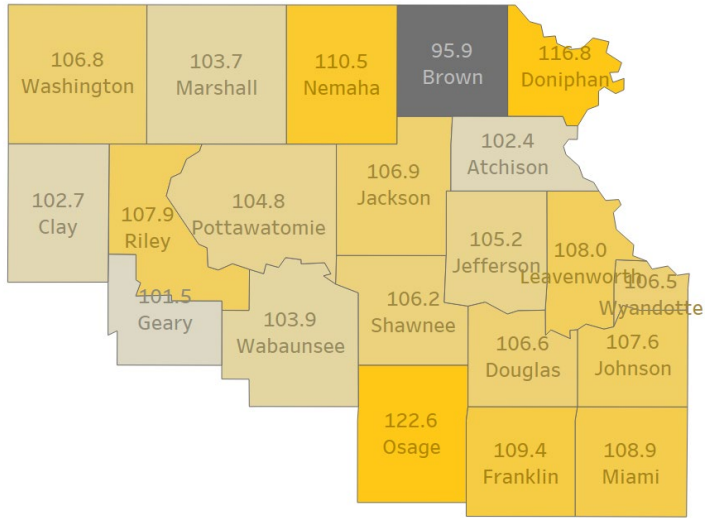 106.8
Washington
103.7
Marshall
110.5
Nemaha
95.9
Brown
116.8
Doniphan
102.7
Clay
107.9
Riley
104.8
Pottawatomie
106.9
Jackson
102.4
Atchison
101.5
Geary
103.9
Wabaunsee
106.2
Shawnee
105.2
Jefferson
108.0
Leavenworth
106.5
Wyandotte
106.6
Douglas
107.6
Johnson
122.6
Osage
109.4
Franklin
108.9
Miami